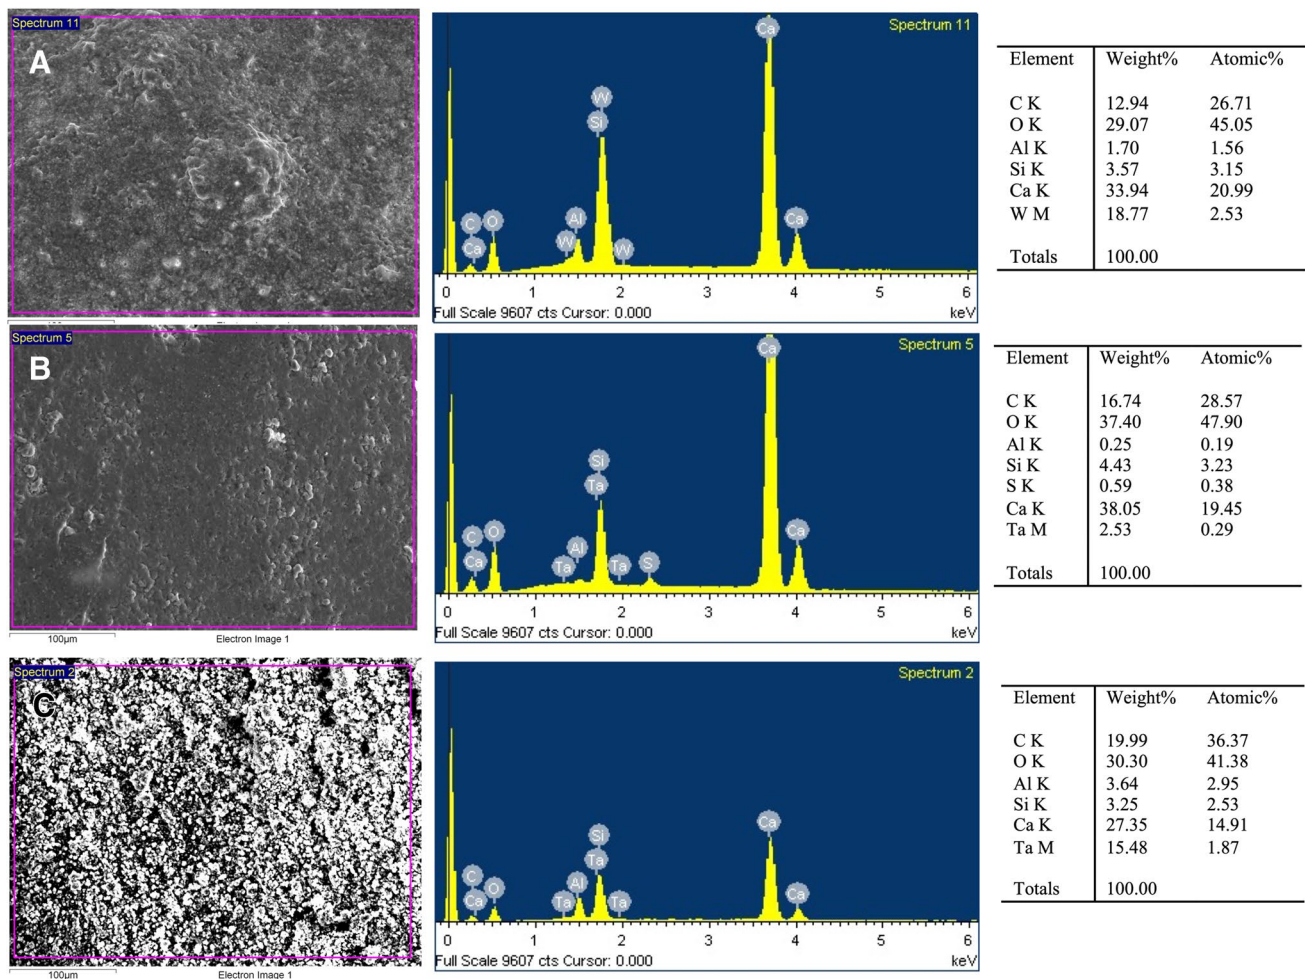 Spectrum 11
A
Spectrum 11
Ca
W
Si
C
O
Al
W
W
Ca
Ca
0 1 2 3 4 5 6
Full Scale 9607 cts Cursor: 0.000 keV
Element Weight% Atomic%
C K 12.94 26.71
O K 29.07 45.05
Al K 1.70 1.56
Si K 3.57 3.15
Ca K 33.94 20.99
W M 18.77 2.53
Totals 100.00
Spectrum 5
B
100µm Electron Image 1
Spectrum 5
Ca
Si
Ta
C
O
Al
Ca
Ta
Ta
S
Ca
0 1 2 3 4 5 6
Full Scale 9607 cts Cursor: 0.000 keV
Element Weight% Atomic%
C K 16.74 28.57
O K 37.40 47.90
Al K 0.25 0.19
Si K 4.43 3.23
S K 0.59 0.38
Ca K 38.05 19.45
Ta M 2.53 0.29
Totals 100.00
Spectrum 2
C
100µm Electron Image 1
Spectrum 2
Ca
Si
Ta
C
O
Al
Ca
Ta
Ta
Ca
0 1 2 3 4 5 6
Full Scale 9607 cts Cursor: 0.000 keV
Element Weight% Atomic%
C K 19.99 36.37
O K 30.30 41.38
Al K 3.64 2.95
Si K 3.25 2.53
Ca K 27.35 14.91
Ta M 15.48 1.87
Totals 100.00